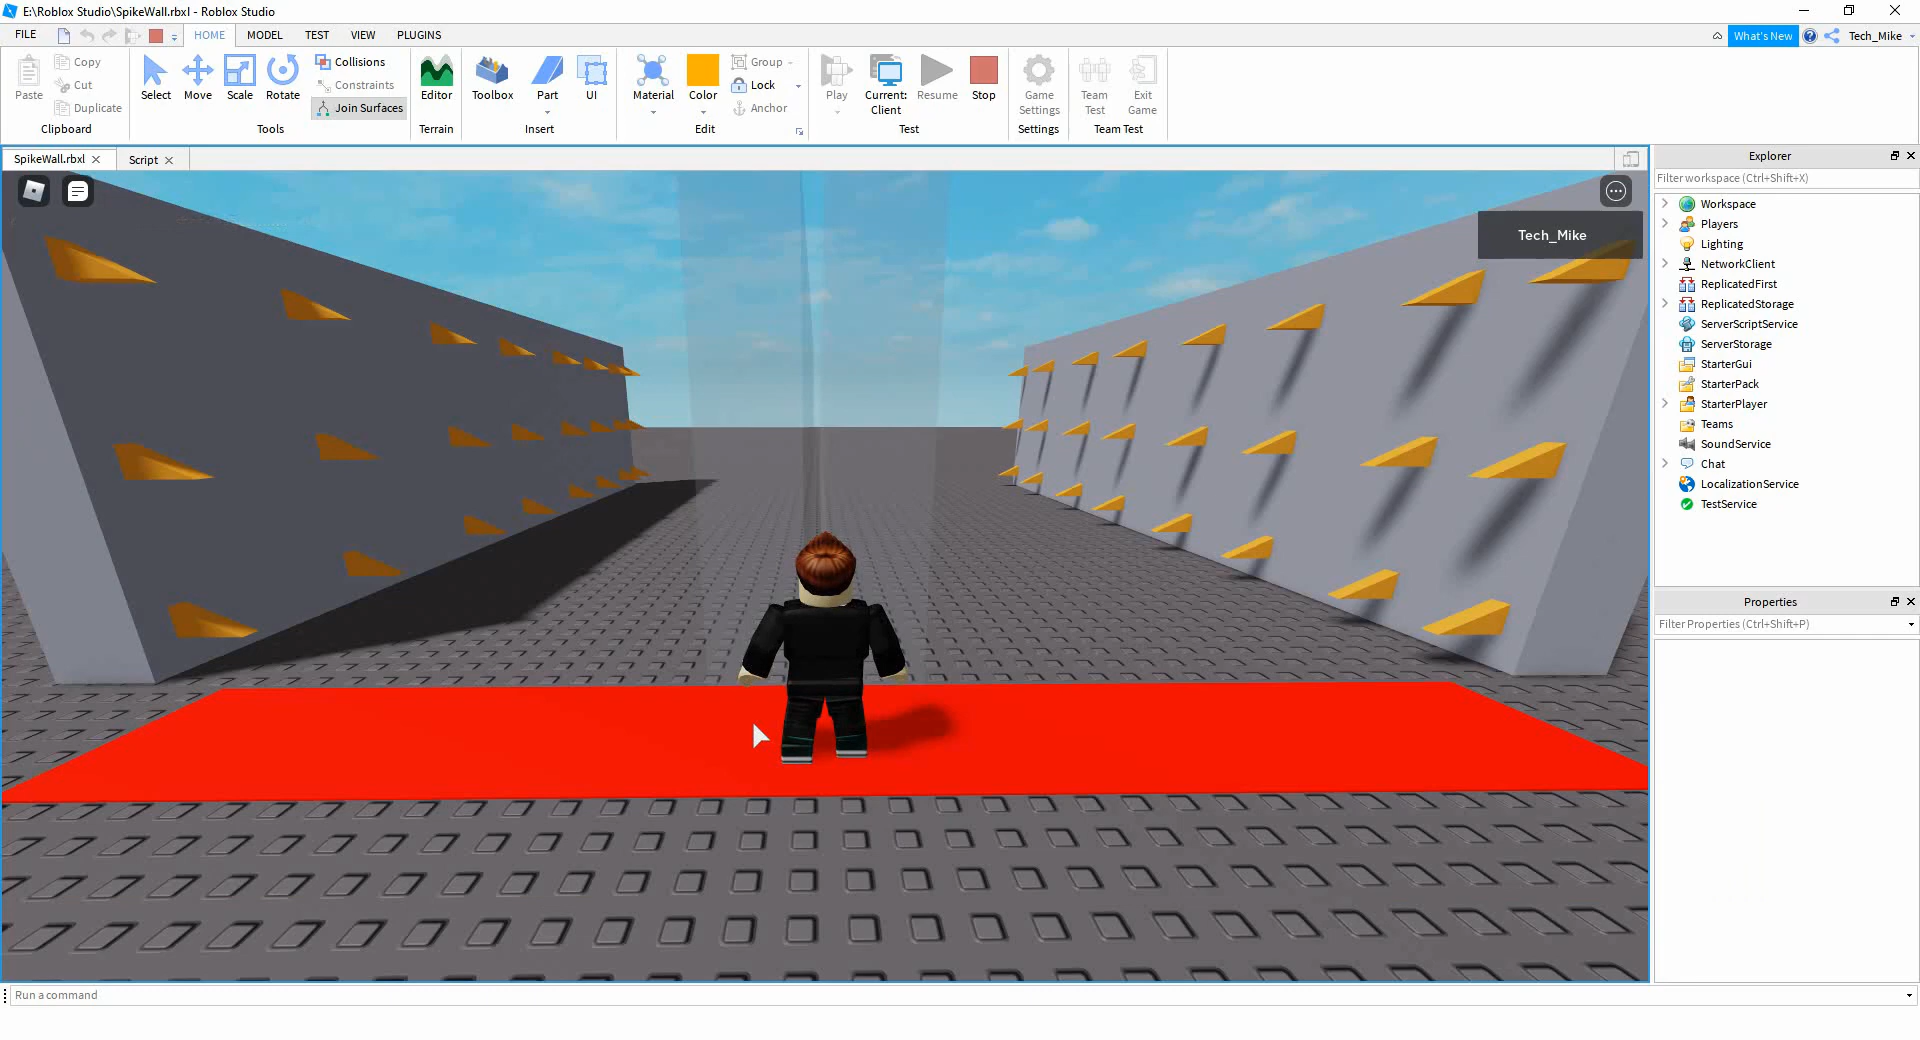 E:\Roblox Studio\SpikeWall.rbxl - Roblox Studio
FILE HOME MODEL TEST VIEW PLUGINS What's New Tech_Mike
Paste
Copy
Cut
Duplicate
Clipboard
Select Move Scale Rotate
Collisions
Constraints
Join Surfaces
Tools
Editor
Terrain
Toolbox Part UI
Insert
Material Color
Group
Lock
Anchor
Edit
Play
Current:
Client
Resume Stop
Test
Game
Settings
Settings
Team
Test
Exit
Game
Team Test
SpikeWall.rbxl Script
Tech_Mike
Explorer
Filter workspace (Ctrl+Shift+X)
Workspace
Players
Lighting
NetworkClient
ReplicatedFirst
ReplicatedStorage
ServerScriptService
ServerStorage
StarterGui
StarterPack
StarterPlayer
Teams
SoundService
Chat
LocalizationService
TestService
Properties
Filter Properties (Ctrl+Shift+P)
Run a command